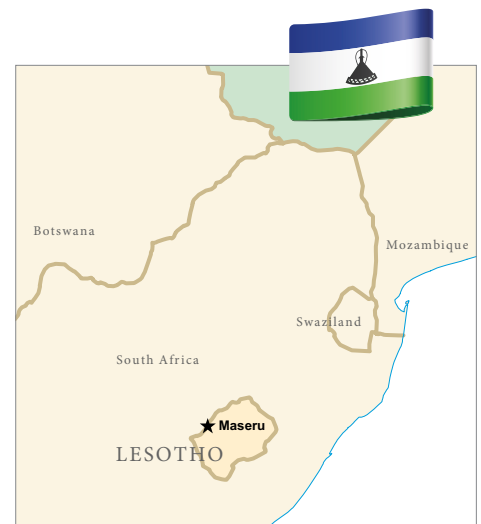 Botswana
Mozambique
Swaziland
South Africa
Maseru
LESOTHO